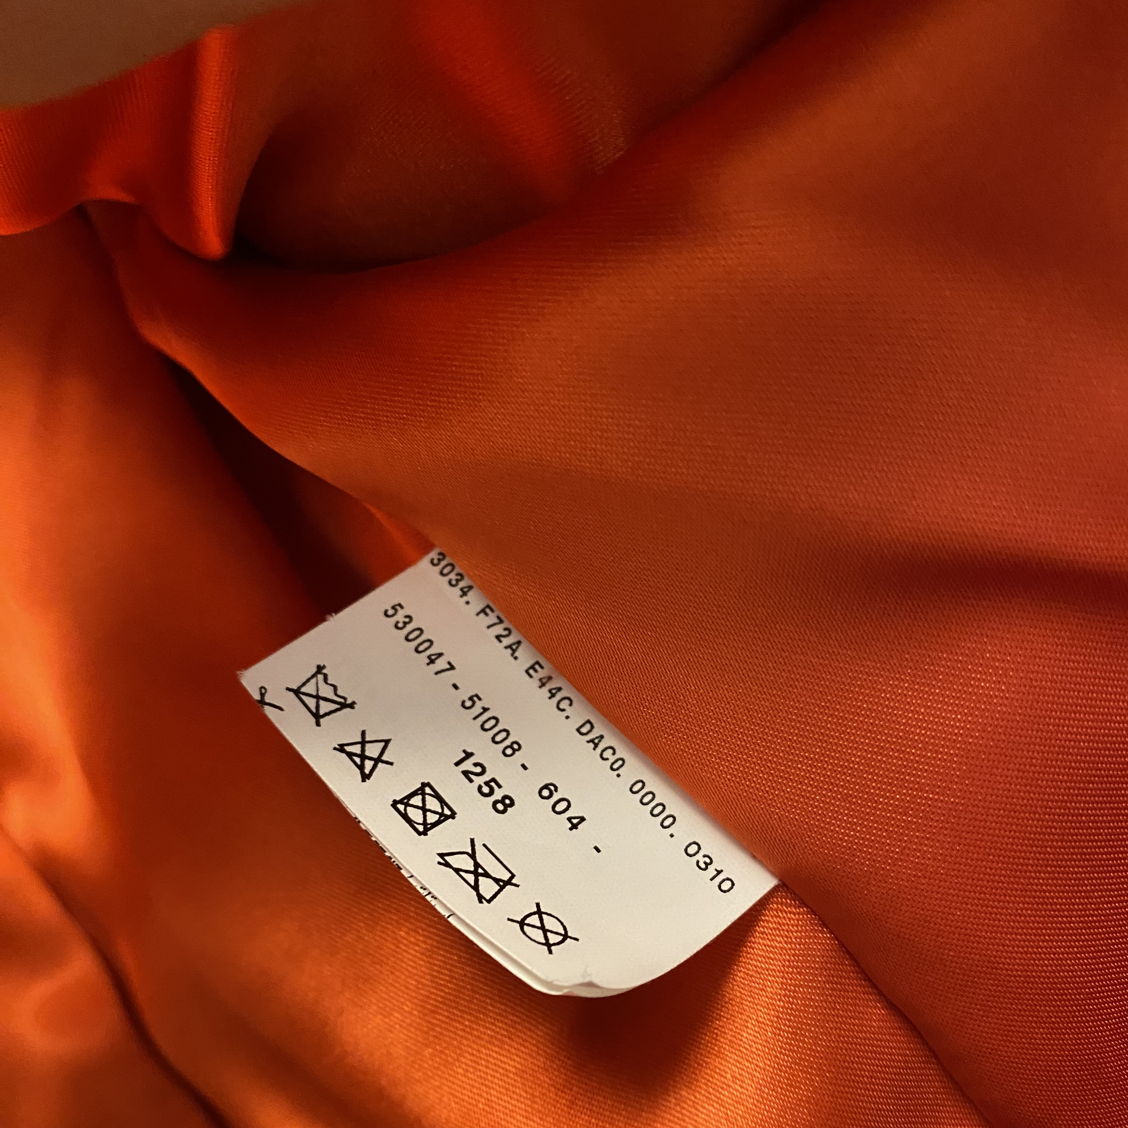 3034. F72A. E44C. DAC0. 0000. 0310
530047 - 51008 - 604 -
1258